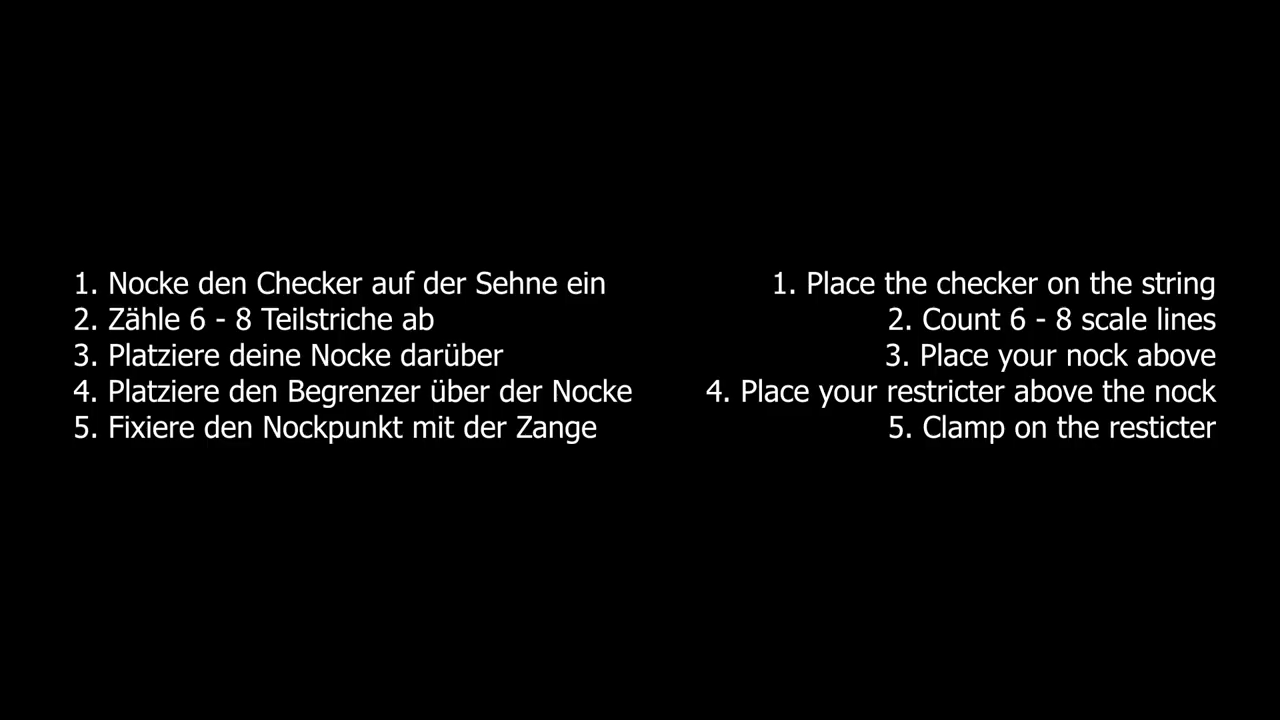 1. Nocke den Checker auf der Sehne ein
2. Zähle 6 - 8 Teilstriche ab
3. Platziere deine Nocke darüber
4. Platziere den Begrenzer über der Nocke
5. Fixiere den Nockpunkt mit der Zange
1. Place the checker on the string
2. Count 6 - 8 scale lines
3. Place your nock above
4. Place your restricter above the nock
5. Clamp on the resticter